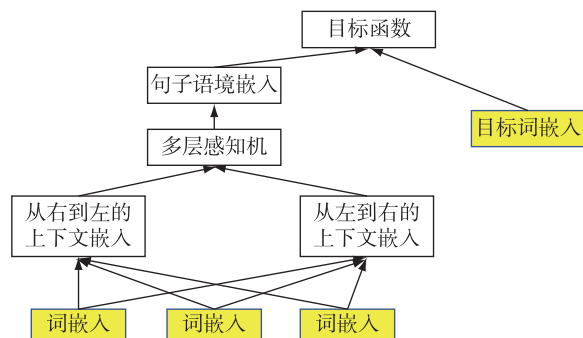 目标函数
句子语境嵌入
目标词嵌入
多层感知机
从右到左的
上下文嵌入
从左到右的
上下文嵌入
词嵌入
词嵌入
词嵌入